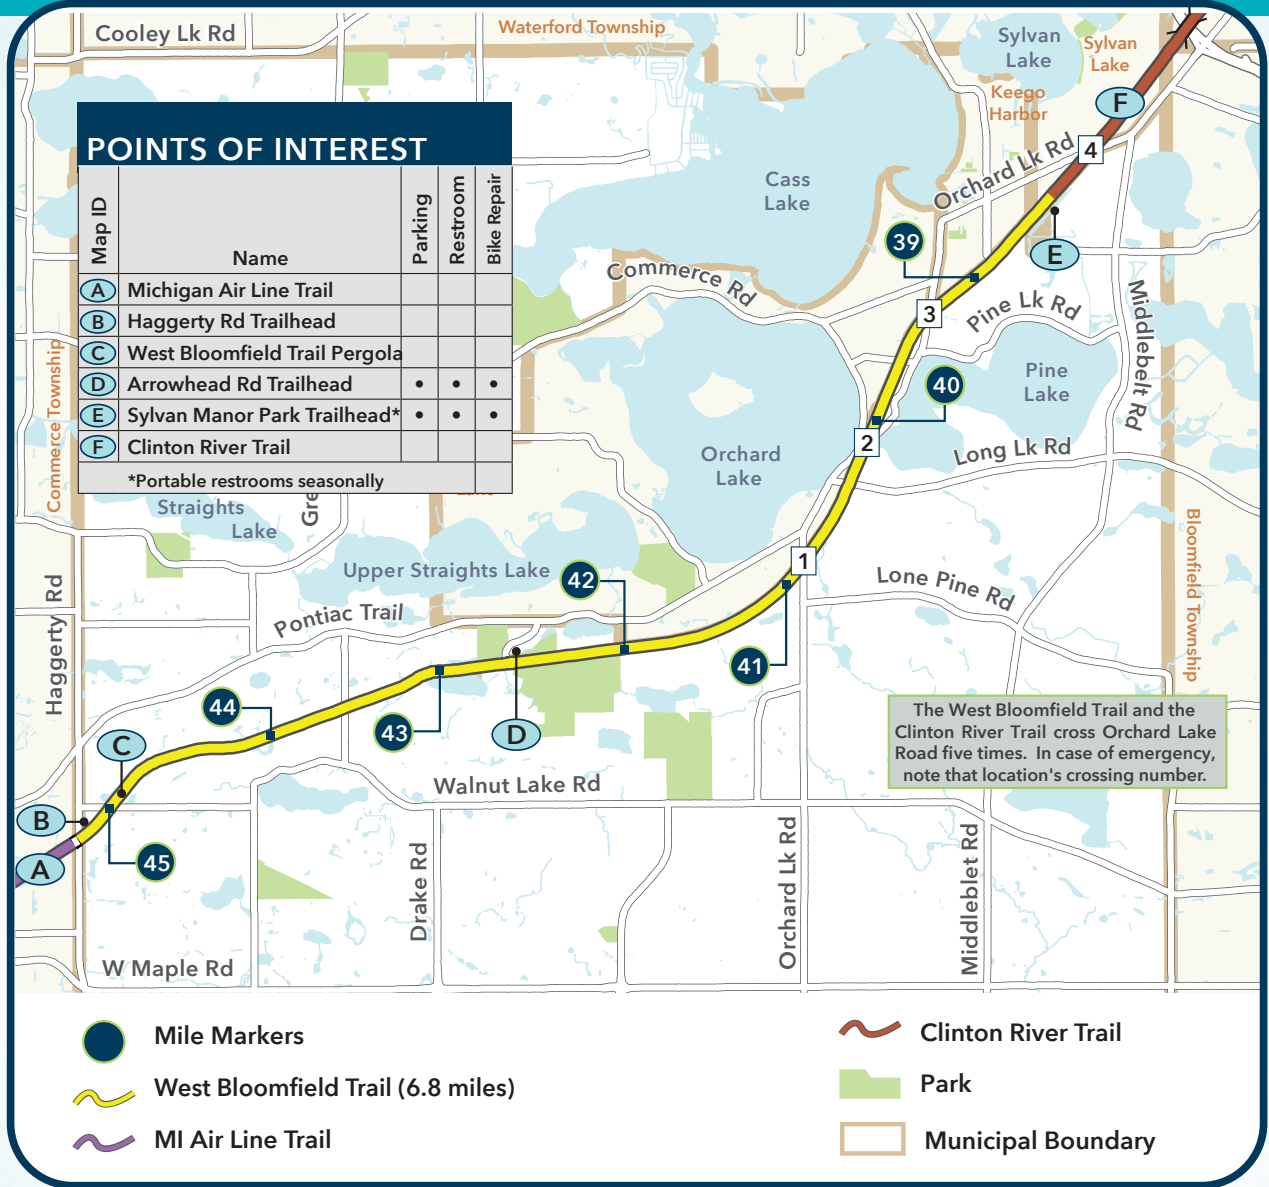 Cooley Lk Rd
Waterford Township
Sylvan
Lake
Sylvan
Lake
Keego
Harbor
F
4
Orchard Lk Rd
POINTS OF INTEREST
Map ID
Name
Parking
Restroom
Bike Repair
A Michigan Air Line Trail
B Haggerty Rd Trailhead
C West Bloomfield Trail Pergola
D Arrowhead Rd Trailhead • • •
E Sylvan Manor Park Trailhead* • • •
F Clinton River Trail
*Portable restrooms seasonally
Cass
Lake
39
E
Commerce Rd
3
Pine Lk Rd
Middlebelt Rd
Commerce Township
40
Pine
Lake
2
Long Lk Rd
Orchard
Lake
Straights
Lake
Gre
1
Upper Straights Lake
42
Lone Pine Rd
Bloomfield Township
Haggerty Rd
Pontiac Trail
41
44
43
D
C
The West Bloomfield Trail and the
Clinton River Trail cross Orchard Lake
Road five times. In case of emergency,
note that location's crossing number.
Walnut Lake Rd
B
A
45
Drake Rd
Orchard Lk Rd
Middleblet Rd
W Maple Rd
Mile Markers
West Bloomfield Trail (6.8 miles)
MI Air Line Trail
Clinton River Trail
Park
Municipal Boundary